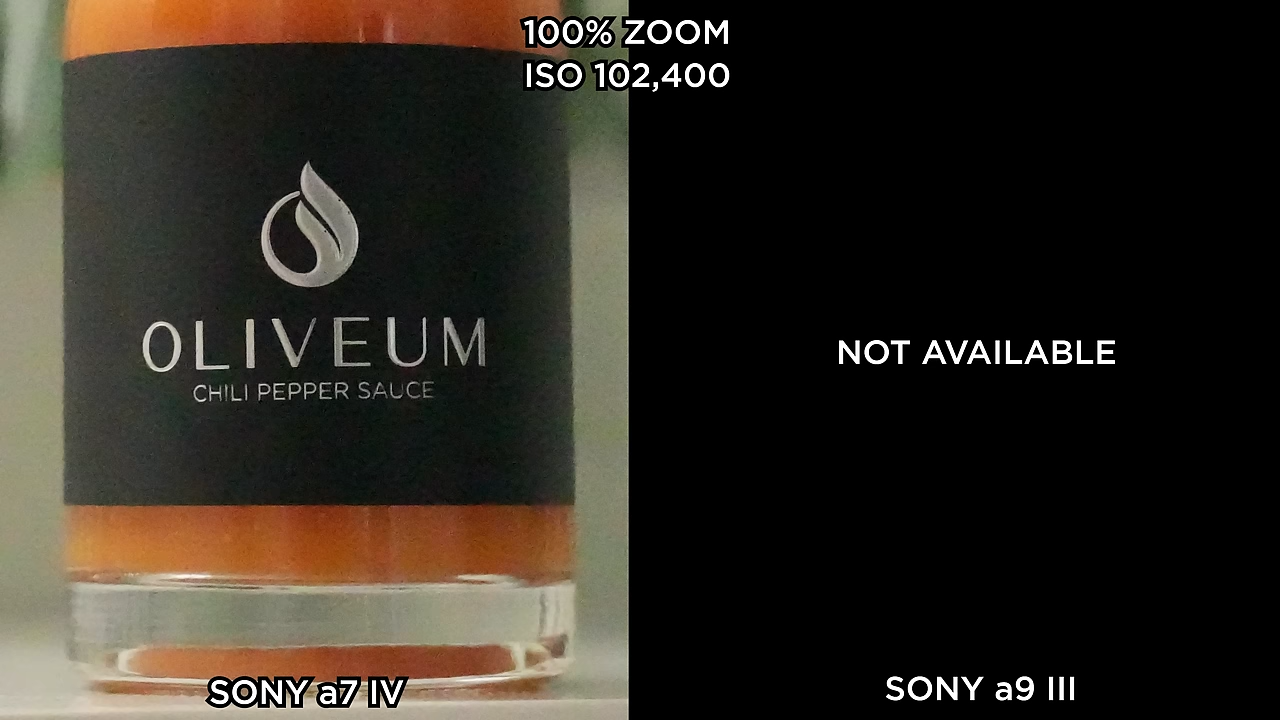 100% ZOOM
ISO 102,400
OLIVEUM
CHILI PEPPER SAUCE
NOT AVAILABLE
SONY a7 IV
SONY a9 III